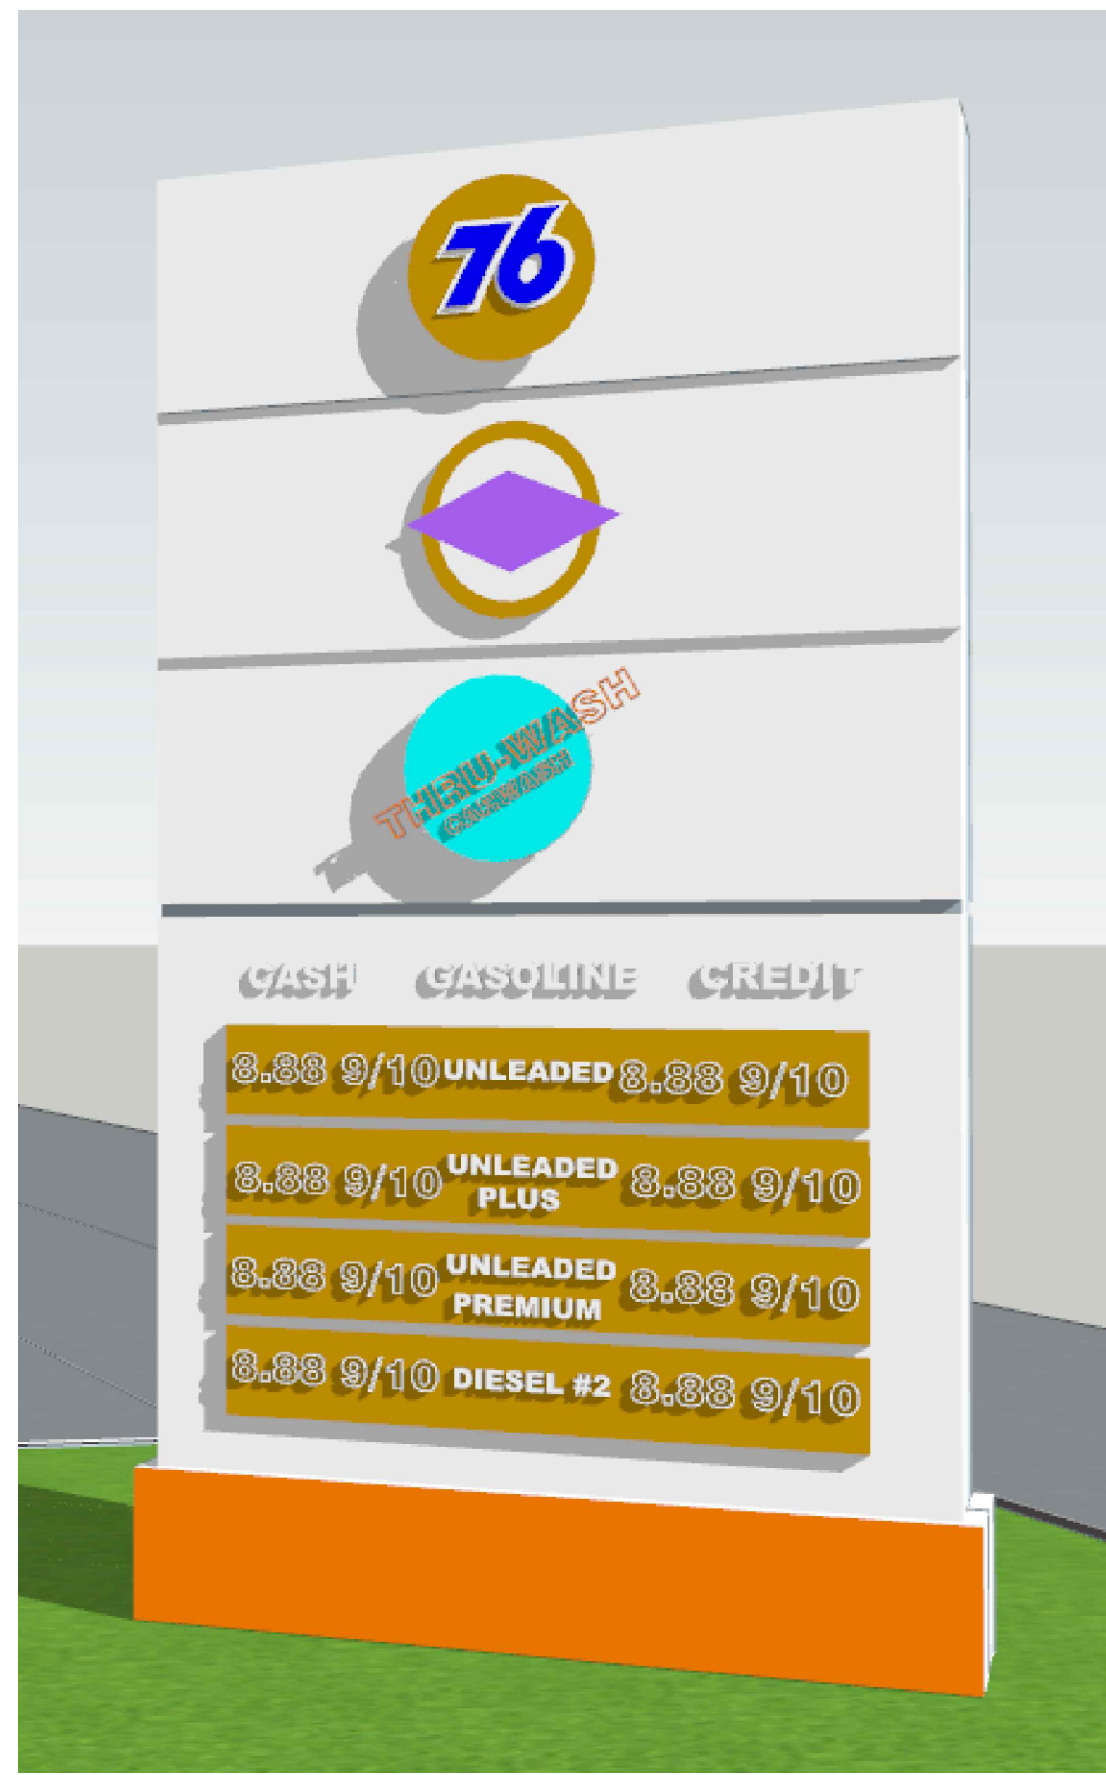 76
THRU-WASH
CARWASH
CASH GASOLINE CREDIT
8.88 9/10 UNLEADED 8.88 9/10
8.88 9/10 UNLEADED PLUS 8.88 9/10
8.88 9/10 UNLEADED PREMIUM 8.88 9/10
8.88 9/10 DIESEL #2 8.88 9/10